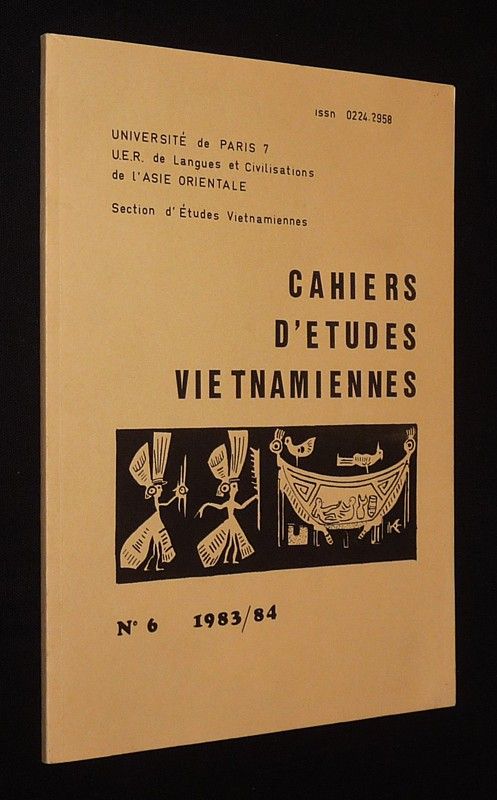 issn 0224.2958
UNIVERSITÉ de PARIS 7
U.E.R. de Langues et Civilisations
de l'ASIE ORIENTALE
Section d'Études Vietnamiennes
CAHIERS
D'ETUDES
VIETNAMIENNES
N° 6 1983/84